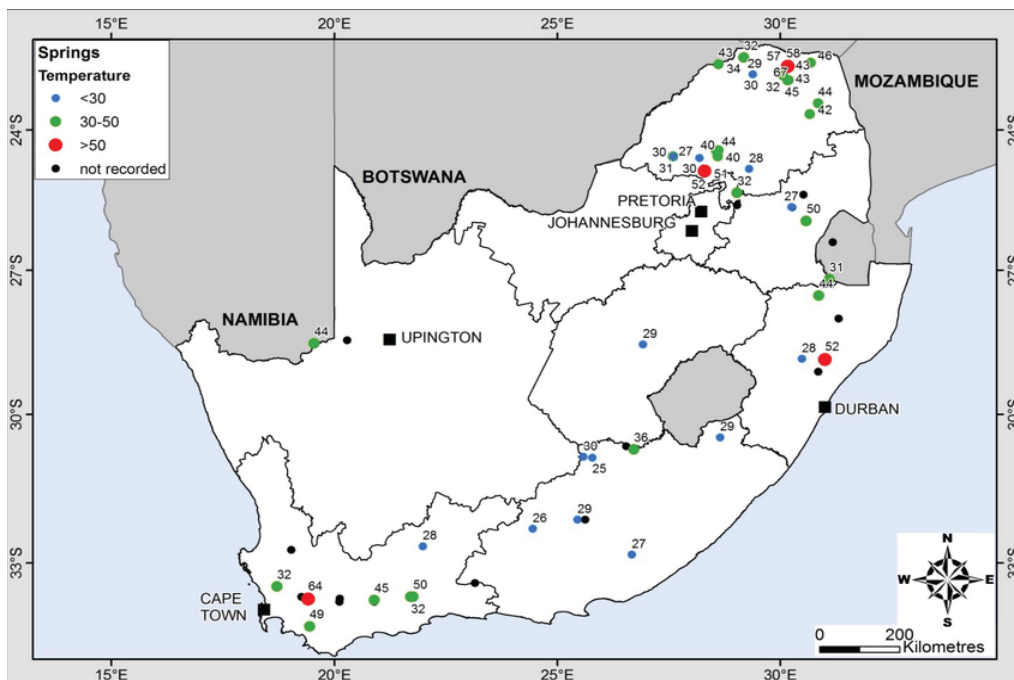 15°E 20°E 25°E 30°E
Springs
Temperature
<30
30-50
>50
not recorded
43 32 57 58 46
34 29 67 43
30 32 45 43
44
42
MOZAMBIQUE
24°S 24°S
30 27 40 44
31 30 40 28
52 51 32
BOTSWANA
PRETORIA
27
JOHANNESBURG
50
27°S 27°S
31
44
NAMIBIA
44
UPINGTON
29
28 52
30°S 30°S
DURBAN
29
36
30
25
29
26
27
28
33°S 33°S
32
64 45 50
32
CAPE
TOWN
49
N
W E
S
0 200
Kilometres
15°E 20°E 25°E 30°E